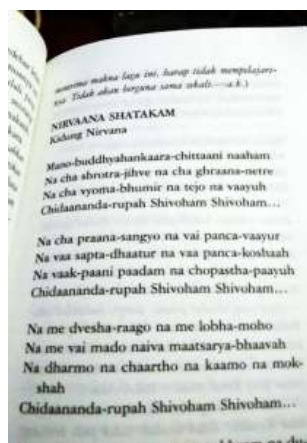 makna lagu ini, harap tidak mempelajari-
nya. Tidak akan berguna sama sekali.—a.k.)
NIRVAANA SHATAKAM
Kidung Nirvana
Mano-buddhyahankaara-chittaani naaham
Na cha shrotra-jihve na cha ghraana-netre
Na cha vyoma-bhumir na tejo na vaayuh
Chidaananda-rupah Shivoham Shivoham...
Na cha praana-sangyo na vai panca-vaayur
Na vaa sapta-dhaatur na vaa panca-koshaah
Na vaak-paani paadam na chopastha-paayuh
Chidaananda-rupah Shivoham Shivoham...
Na me dvesha-raago na me lobha-moho
Na me vai mado naiva maatsarya-bhaavah
Na dharmo na chaartho na kaamo na mok-
shah
Chidaananda-rupah Shivoham Shivoham...